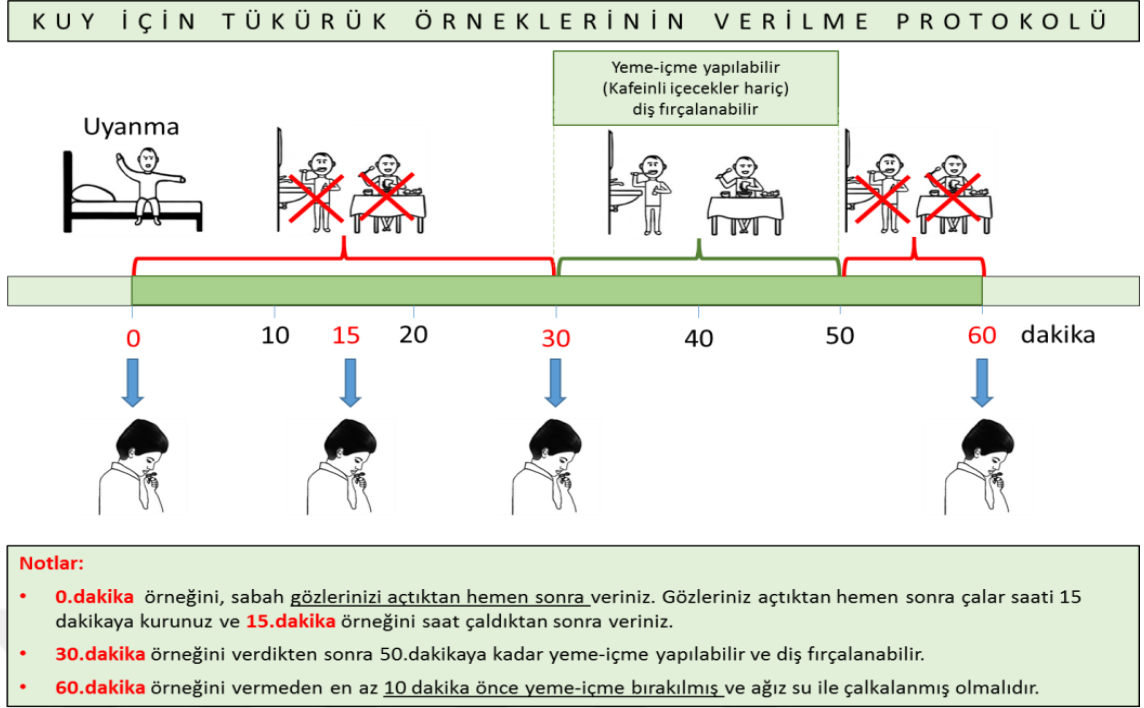 KUY İÇİN TÜKÜRÜK ÖRNEKLERİNİN VERİLME PROTOKOLÜ
Yeme-içme yapılabilir
(Kafeinli içecekler hariç)
diş fırçalanabilir
Uyanma
0 10 15 20 30 40 50 60 dakika
Notlar:
• 0.dakika örneğini, sabah gözlerinizi açtıktan hemen sonra veriniz. Gözleriniz açtıktan hemen sonra çalar saati 15
dakikaya kurunuz ve 15.dakika örneğini saat çaldıktan sonra veriniz.
• 30.dakika örneğini verdikten sonra 50.dakikaya kadar yeme-içme yapılabilir ve diş fırçalanabilir.
• 60.dakika örneğini vermeden en az 10 dakika önce yeme-içme bırakılmış ve ağız su ile çalkalanmış olmalıdır.